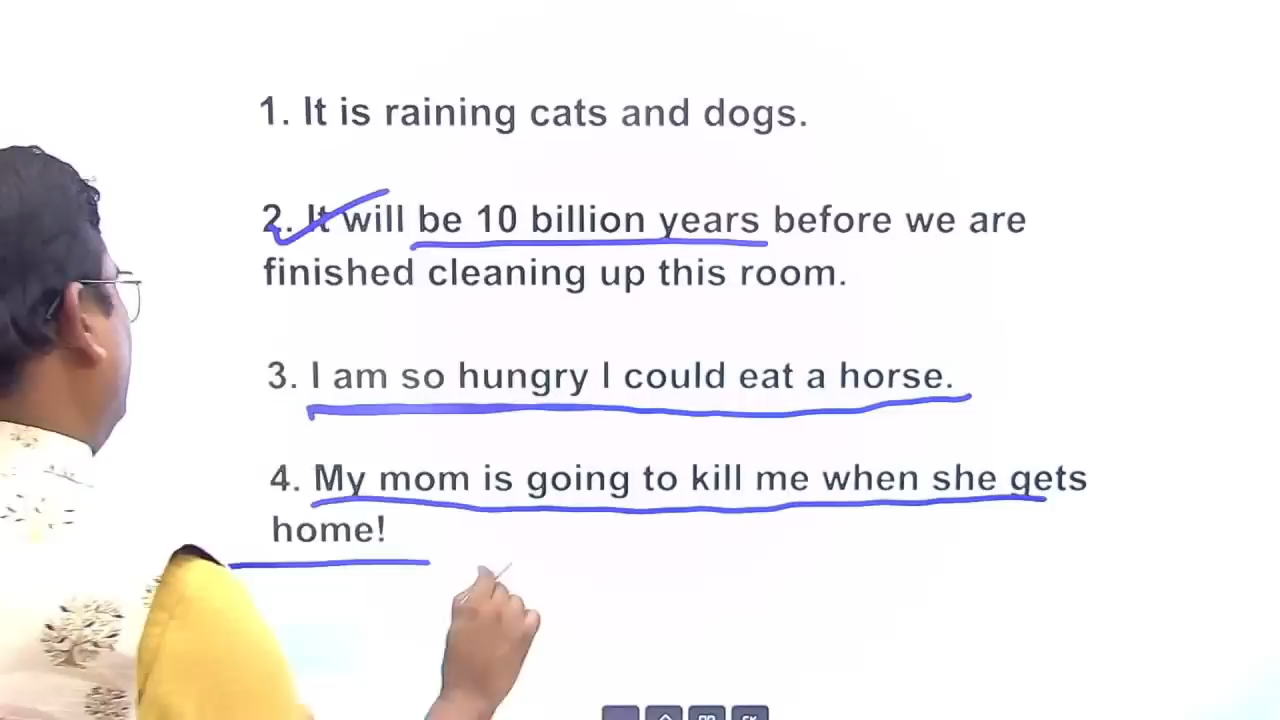 1. It is raining cats and dogs.
2. It will be 10 billion years before we are
finished cleaning up this room.
3. I am so hungry I could eat a horse.
4. My mom is going to kill me when she gets
home!